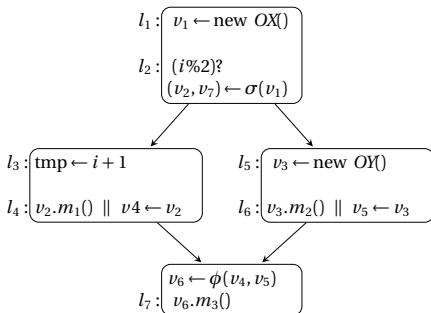 l₁: v₁ ← new OX()
l₂: (i%2)?
(v₂, v₇) ← σ(v₁)
l₃: tmp ← i + 1
l₄: v₂.m₁() || v4 ← v₂
l₅: v₃ ← new OY()
l₆: v₃.m₂() || v₅ ← v₃
v₆ ← ϕ(v₄, v₅)
l₇: v₆.m₃()